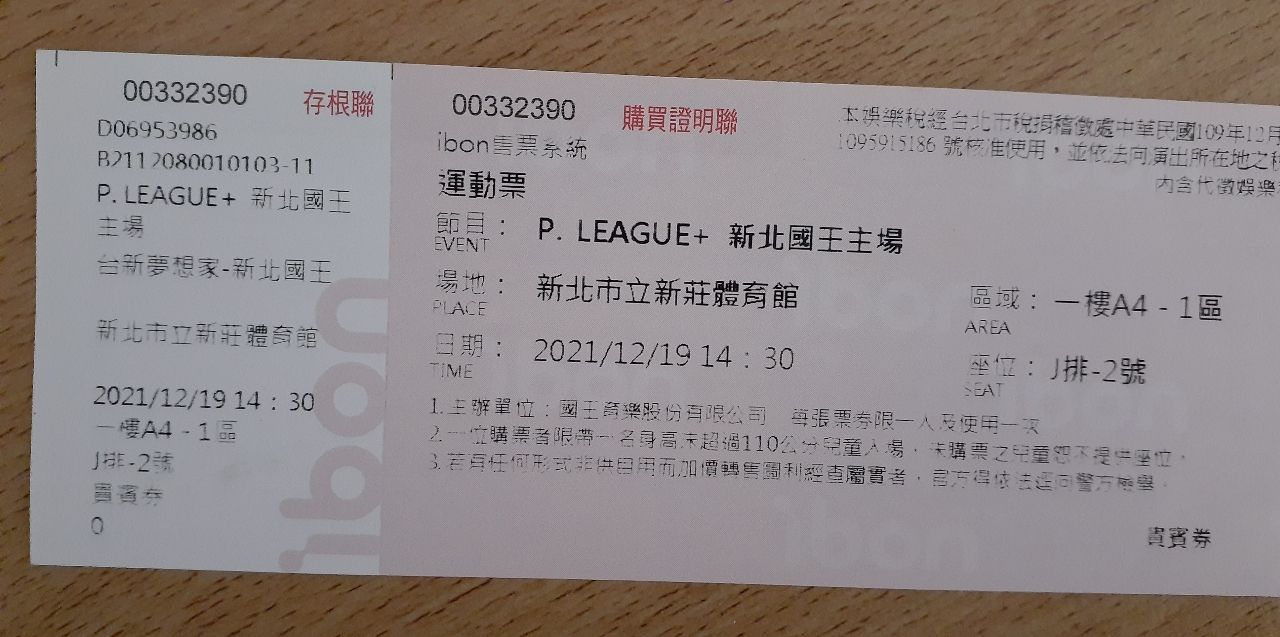 00332390
存根聯
D06953986
B2112080010103-11
P. LEAGUE+ 新北國王
主場
台新夢想家-新北國王
新北市立新莊體育館
2021/12/19 14 : 30
一樓A4 - 1區
J排-2號
貴賓券
0
ibon
00332390
購買證明聯
ibon售票系統
運動票
本娛樂稅經台北市稅捐稽徵處中華民國109年12月
1095915186 號核准使用，並依法向演出所在地之稅
內含代徵娛樂
節目： P. LEAGUE+ 新北國王主場
EVENT
場地： 新北市立新莊體育館
PLACE
區域： 一樓A4 - 1區
AREA
日期： 2021/12/19 14 : 30
TIME
座位： J排-2號
SEAT
1.主辦單位：國王育樂股份有限公司 每張票券限一人及使用一次
2.一位購票者限帶一名身高未超過110公分兒童入場，未購票之兒童恕不提供座位。
3.若有任何形式非供自用而加價轉售圖利經查屬實者，官方得依法逕向警方檢舉。
貴賓券